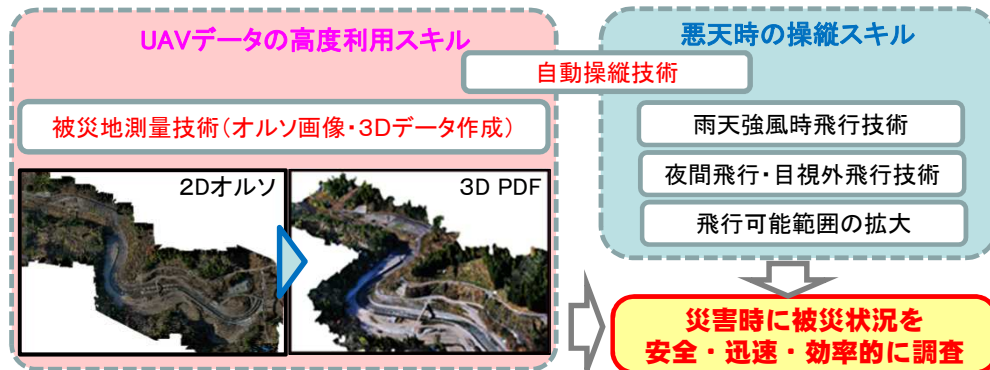 UAVデータの高度利用スキル
自動操縦技術
被災地測量技術(オルソ画像・3Dデータ作成)
2Dオルソ
3D PDF
悪天時の操縦スキル
雨天強風時飛行技術
夜間飛行・目視外飛行技術
飛行可能範囲の拡大
災害時に被災状況を
安全・迅速・効率的に調査